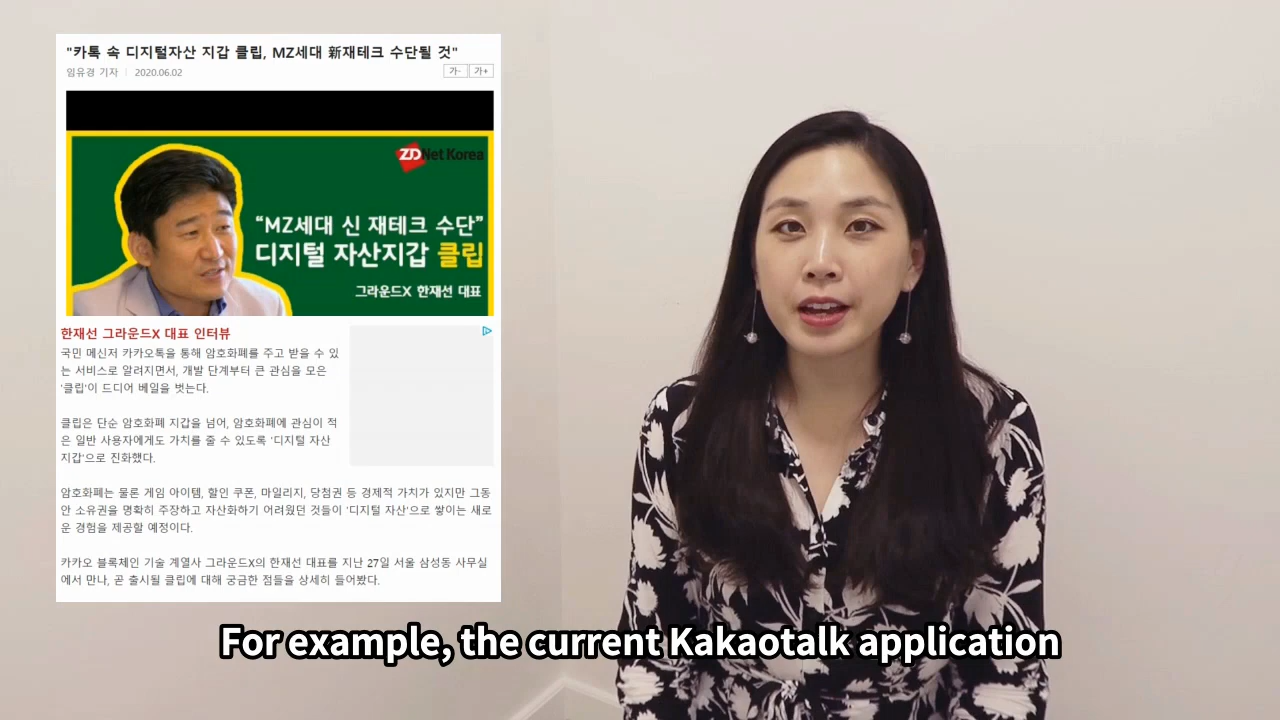 "카톡 속 디지털자산 지갑 클립, MZ세대 新재테크 수단될 것"
임유경 기자 | 2020.06.02
가- 가+
ZDNet Korea
“MZ세대 신 재테크 수단”
디지털 자산지갑 클립
그라운드X 한재선 대표
한재선 그라운드X 대표 인터뷰
국민 메신저 카카오톡을 통해 암호화폐를 주고 받을 수 있
는 서비스로 알려지면서, 개발 단계부터 큰 관심을 모은
'클립'이 드디어 베일을 벗는다.
클립은 단순 암호화폐 지갑을 넘어, 암호화폐에 관심이 적
은 일반 사용자에게도 가치를 줄 수 있도록 '디지털 자산
지갑'으로 진화했다.
암호화폐는 물론 게임 아이템, 할인 쿠폰, 마일리지, 당첨권 등 경제적 가치가 있지만 그동
안 소유권을 명확히 주장하고 자산화하기 어려웠던 것들이 '디지털 자산'으로 쌓이는 새로
운 경험을 제공할 예정이다.
카카오 블록체인 기술 계열사 그라운드X의 한재선 대표를 지난 27일 서울 삼성동 사무실
에서 만나, 곧 출시될 클립에 대해 궁금한 점들을 상세히 들어봤다.
For example, the current Kakaotalk application